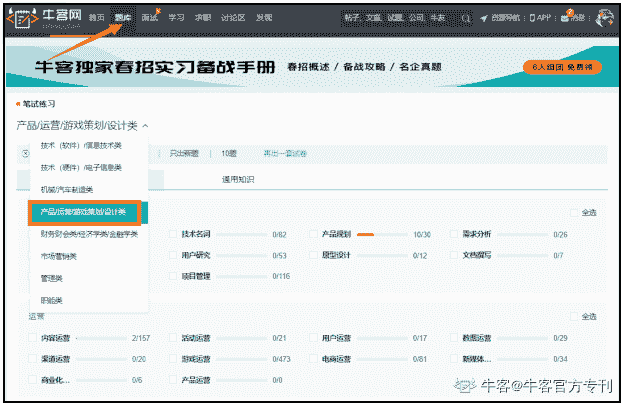 牛客网 首页 题库 面试 学习 求职 讨论区 发现 帖子, 文章, 试题, 公司, 牛友 资源导航 APP 消息
牛客独家春招实习备战手册 春招概述 / 备战攻略 / 名企真题 6人组团 免费领
笔试练习
产品/运营/游戏策划/设计类
技术（软件）/信息技术类 只出新题 10题 再出一套试卷
技术（硬件）/电子信息类 通用知识
机械/汽车制造类
产品/运营/游戏策划/设计类 全选
财务财会类/经济学类/金融学类 技术名词 0/62 产品规划 10/30 需求分析 0/26
市场营销类 用户研究 0/53 原型设计 0/12 文档撰写 0/7
管理类 项目管理 0/116
职能类
运营 全选
内容运营 2/157 活动运营 0/21 用户运营 0/17 数据运营 0/29
渠道运营 0/20 游戏运营 0/473 电商运营 0/81 新媒体... 0/34
商业化... 0/6 产品运营 0/0
牛客@牛客官方专刊